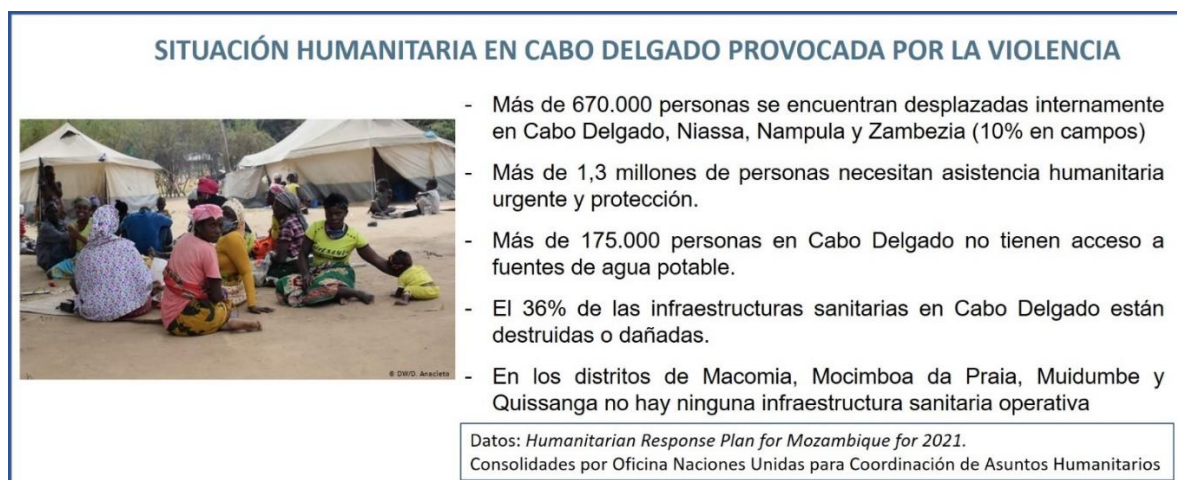 SITUACIÓN HUMANITARIA EN CABO DELGADO PROVOCADA POR LA VIOLENCIA
- Más de 670.000 personas se encuentran desplazadas internamente
en Cabo Delgado, Niassa, Nampula y Zambezia (10% en campos)
- Más de 1,3 millones de personas necesitan asistencia humanitaria
urgente y protección.
- Más de 175.000 personas en Cabo Delgado no tienen acceso a
fuentes de agua potable.
- El 36% de las infraestructuras sanitarias en Cabo Delgado están
destruidas o dañadas.
- En los distritos de Macomia, Mocimboa da Praia, Muidumbe y
Quissanga no hay ninguna infraestructura sanitaria operativa
© DW/D. Anacleto
Datos: Humanitarian Response Plan for Mozambique for 2021.
Consolidades por Oficina Naciones Unidas para Coordinación de Asuntos Humanitarios